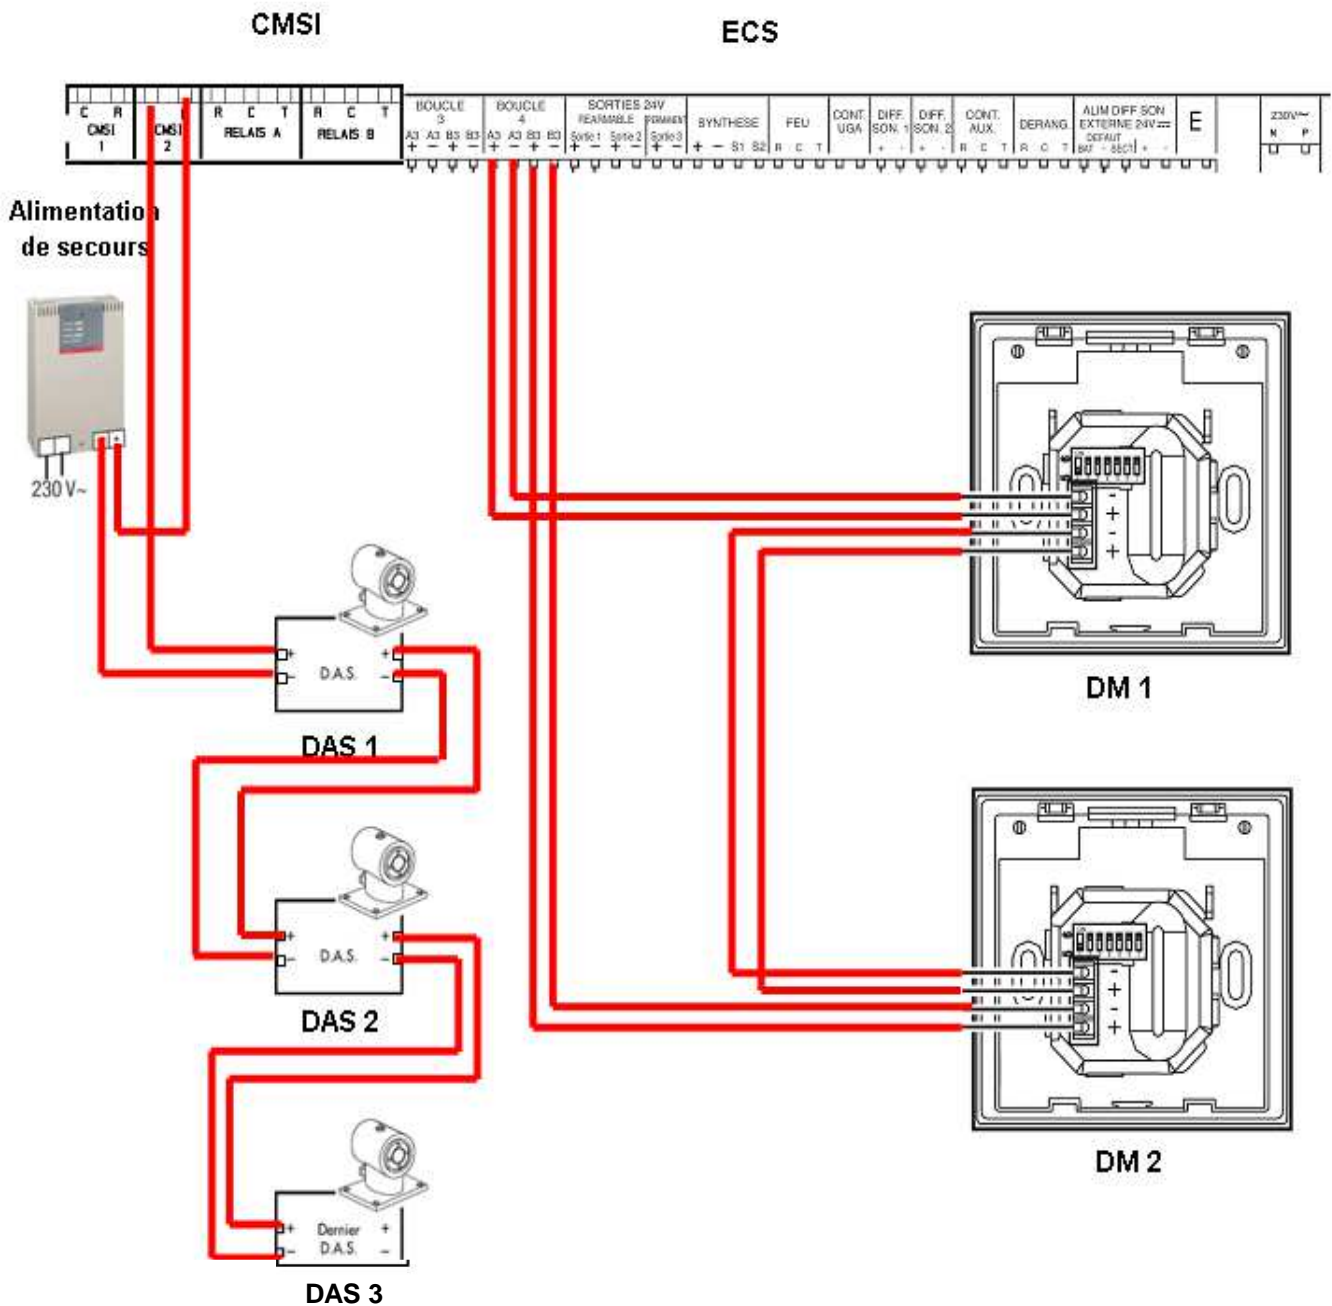 CMSI
ECS
C R
CMSI
1
CMSI
2
R C T
RELAIS A
R C T
RELAIS B
BOUCLE
3
A3 A3 B3 B3
+ - + -
BOUCLE
4
A3 A3 B3 B3
+ - + -
SORTIES 24V
REARMABLE PERMANENT
Sortie 1 Sortie 2 Sortie 3
+ - + - + -
SYNTHESE
+ - S1 S2
FEU
R C T
CONT.
UGA
DIFF.
SON. 1
+ -
DIFF.
SON. 2
+ -
CONT.
AUX.
R C T
DERANG.
R C T
ALIM DIFF SON
EXTERNE 24V
DEFAUT
BAT - SECT + -
E
230V~
N P
Alimentation
de secours
230 V~
+ D.A.S. +
- -
DAS 1
+ +
- D.A.S. -
DAS 2
+ Dernier +
- D.A.S. -
DAS 3
-
+
-
+
DM 1
-
+
-
+
DM 2